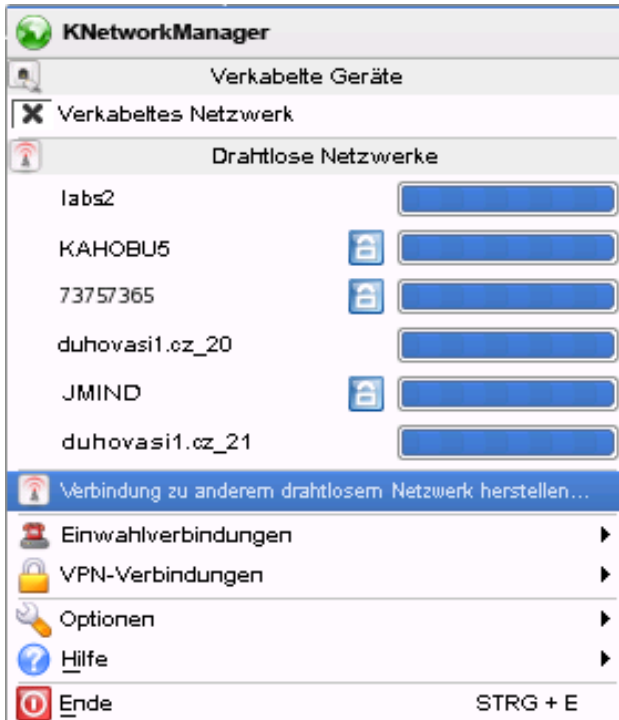 KNetworkManager
Verkabelte Geräte
Verkabeltes Netzwerk
Drahtlose Netzwerke
labs2
KAHOBU5
73757365
duhovasi1.cz_20
JMIND
duhovasi1.cz_21
Verbindung zu anderem drahtlosem Netzwerk herstellen...
Einwahlverbindungen
VPN-Verbindungen
Optionen
Hilfe
Ende STRG + E